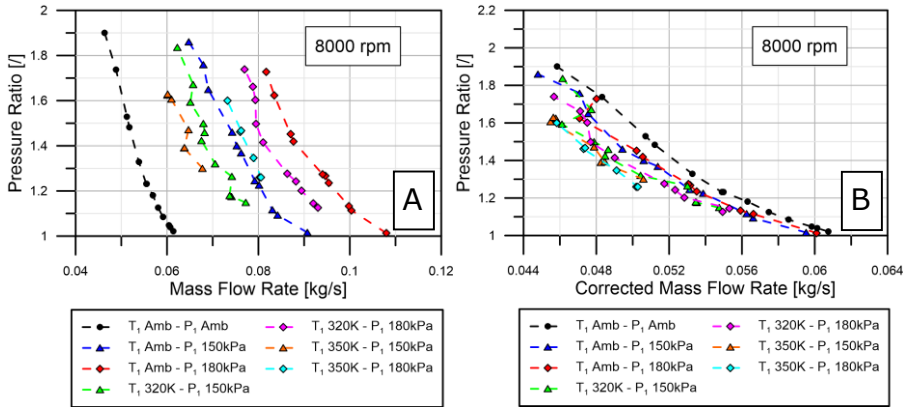 2
1.8
1.6
1.4
1.2
1
Pressure Ratio [/]
8000 rpm
A
0.04 0.06 0.08 0.1 0.12
Mass Flow Rate [kg/s]
T1 Amb - P1 Amb
T1 Amb - P1 150kPa
T1 Amb - P1 180kPa
T1 320K - P1 150kPa
T1 320K - P1 180kPa
T1 350K - P1 150kPa
T1 350K - P1 180kPa
2.2
2
1.8
1.6
1.4
1.2
1
Pressure Ratio [/]
8000 rpm
B
0.044 0.048 0.052 0.056 0.06 0.064
Corrected Mass Flow Rate [kg/s]
T1 Amb - P1 Amb
T1 Amb - P1 150kPa
T1 Amb - P1 180kPa
T1 320K - P1 150kPa
T1 320K - P1 180kPa
T1 350K - P1 150kPa
T1 350K - P1 180kPa